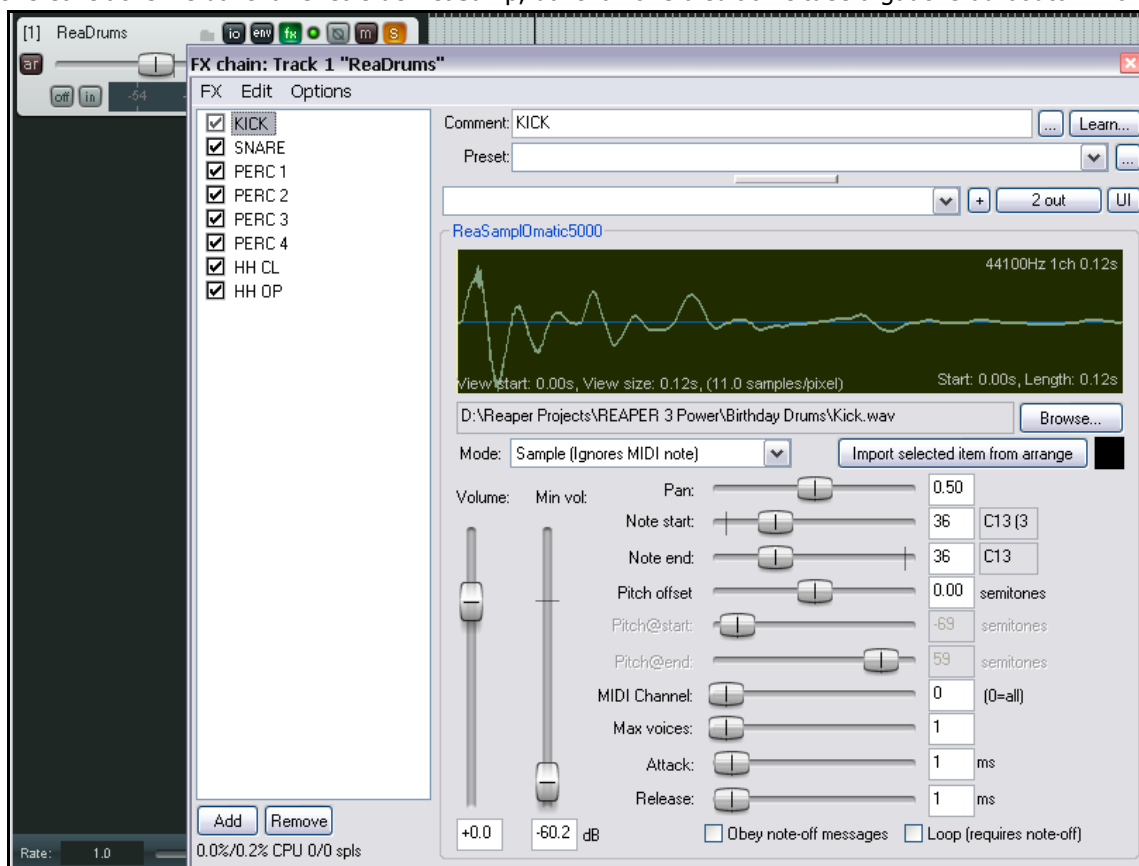 [1] ReaDrums io env fx m S
FX chain: Track 1 "ReaDrums"
ar
off in -54
FX Edit Options
KICK
SNARE
PERC 1
PERC 2
PERC 3
PERC 4
HH CL
HH OP
Comment: KICK ... Learn...
Preset: ...
+ 2 out UI
ReaSamplOmatic5000
44100Hz 1ch 0.12s
View start: 0.00s, View size: 0.12s, (11.0 samples/pixel) Start: 0.00s, Length: 0.12s
D:\Reaper Projects\REAPER 3 Power\Birthday Drums\Kick.wav Browse...
Mode: Sample (Ignores MIDI note) Import selected item from arrange
Volume: Min vol: Pan: 0.50
Note start: 36 C13 (3
Note end: 36 C13
Pitch offset 0.00 semitones
Pitch@start: -69 semitones
Pitch@end: 59 semitones
MIDI Channel: 0 (0=all)
Max voices: 1
Attack: 1 ms
Release: 1 ms
+0.0 -60.2 dB Obey note-off messages Loop (requires note-off)
Add Remove
0.0%/0.2% CPU 0/0 spls
Rate: 1.0